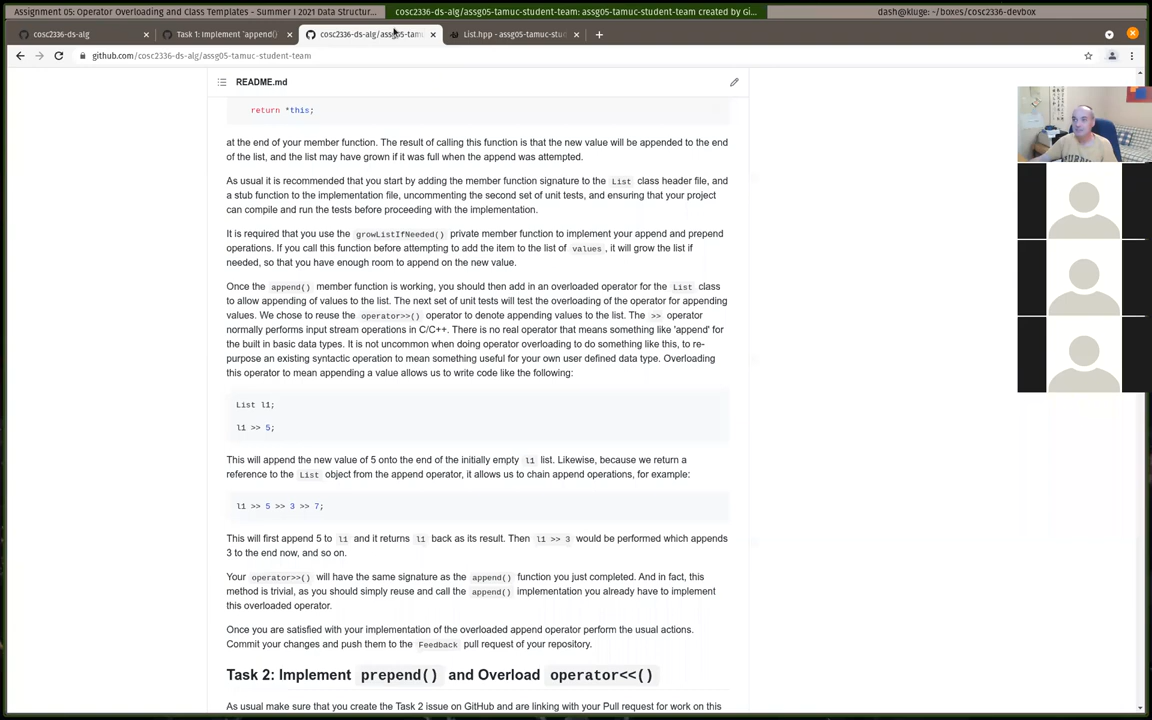 Assignment 05: Operator Overloading and Class Templates - Summer I 2021 Data Structur...
cosc2336-ds-alg/assg05-tamuc-student-team: assg05-tamuc-student-team created by Gi...
dash@kluge: ~/boxes/cosc2336-devbox
cosc2336-ds-alg
Task 1: Implement `append()
cosc2336-ds-alg/assg05-tamu
List.hpp - assg05-tamuc-stud
github.com/cosc2336-ds-alg/assg05-tamuc-student-team
README.md
return *this;
at the end of your member function. The result of calling this function is that the new value will be appended to the end
of the list, and the list may have grown if it was full when the append was attempted.
As usual it is recommended that you start by adding the member function signature to the List class header file, and
a stub function to the implementation file, uncommenting the second set of unit tests, and ensuring that your project
can compile and run the tests before proceeding with the implementation.
It is required that you use the growListIfNeeded() private member function to implement your append and prepend
operations. If you call this function before attempting to add the item to the list of values, it will grow the list if
needed, so that you have enough room to append on the new value.
Once the append() member function is working, you should then add in an overloaded operator for the List class
to allow appending of values to the list. The next set of unit tests will test the overloading of the operator for appending
values. We chose to reuse the operator>>() operator to denote appending values to the list. The >> operator
normally performs input stream operations in C/C++. There is no real operator that means something like 'append' for
the built in basic data types. It is not uncommon when doing operator overloading to do something like this, to re-
purpose an existing syntactic operation to mean something useful for your own user defined data type. Overloading
this operator to mean appending a value allows us to write code like the following:
List l1;
l1 >> 5;
This will append the new value of 5 onto the end of the initially empty l1 list. Likewise, because we return a
reference to the List object from the append operator, it allows us to chain append operations, for example:
l1 >> 5 >> 3 >> 7;
This will first append 5 to l1 and it returns l1 back as its result. Then l1 >> 3 would be performed which appends
3 to the end now, and so on.
Your operator>>() will have the same signature as the append() function you just completed. And in fact, this
method is trivial, as you should simply reuse and call the append() implementation you already have to implement
this overloaded operator.
Once you are satisfied with your implementation of the overloaded append operator perform the usual actions.
Commit your changes and push them to the Feedback pull request of your repository.
Task 2: Implement prepend() and Overload operator<<()
As usual make sure that you create the Task 2 issue on GitHub and are linking with your Pull request for work on this